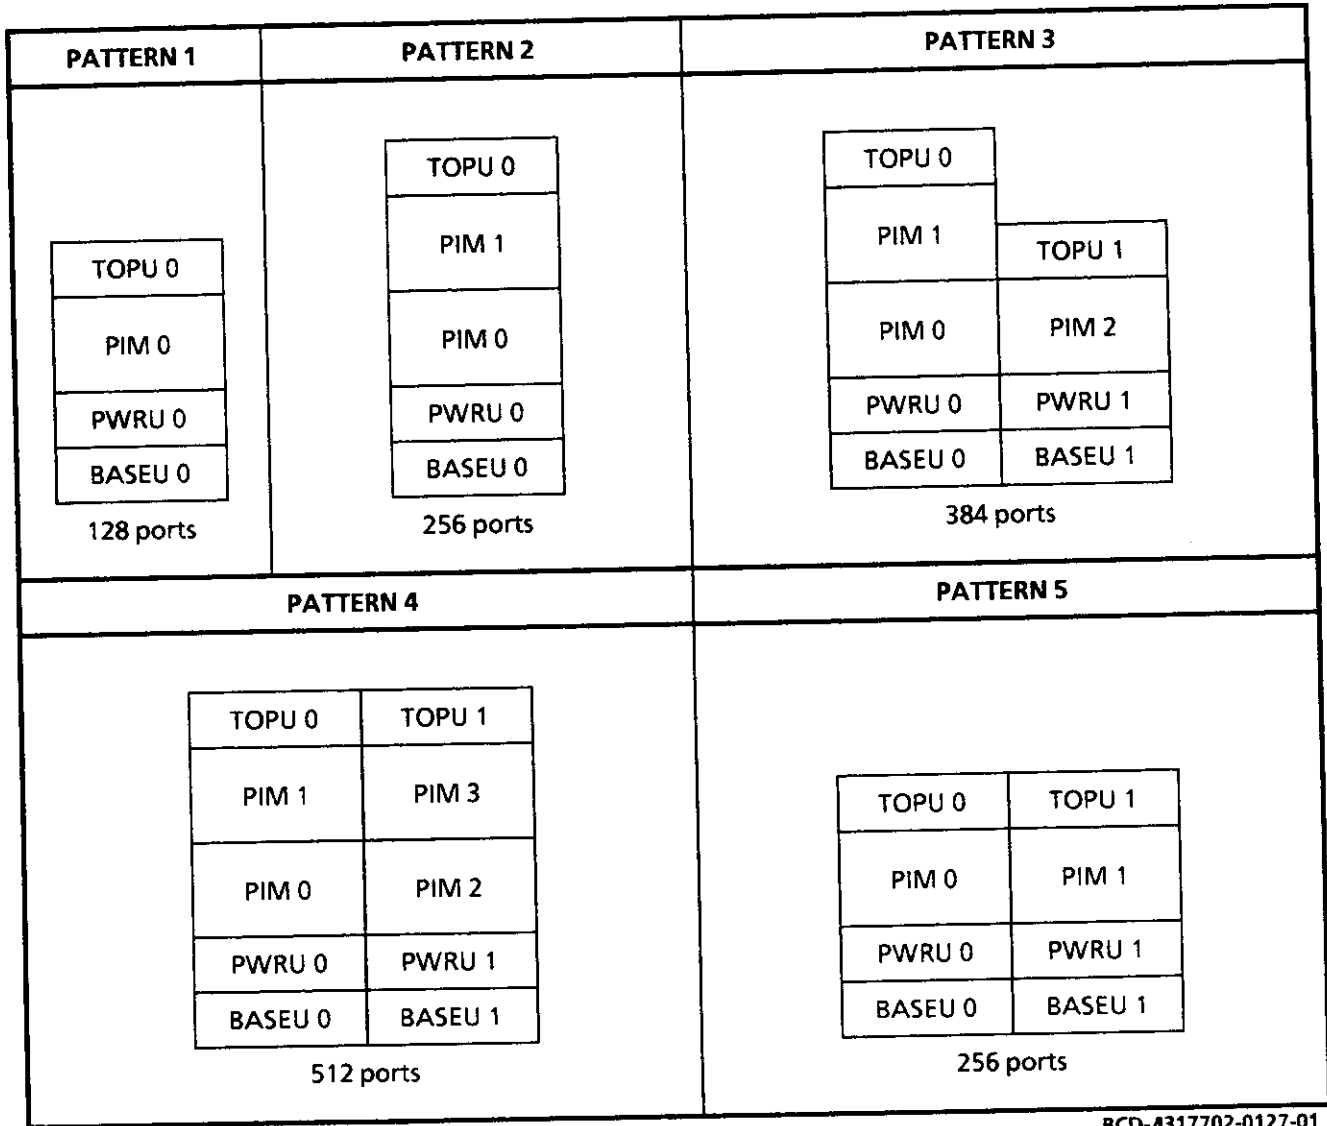 PATTERN 1
PATTERN 2
PATTERN 3
TOPU 0
PIM 0
PWRU 0
BASEU 0
128 ports
TOPU 0
PIM 1
PIM 0
PWRU 0
BASEU 0
256 ports
TOPU 0
PIM 1
TOPU 1
PIM 0
PIM 2
PWRU 0
PWRU 1
BASEU 0
BASEU 1
384 ports
PATTERN 4
PATTERN 5
TOPU 0
TOPU 1
PIM 1
PIM 3
PIM 0
PIM 2
PWRU 0
PWRU 1
BASEU 0
BASEU 1
512 ports
TOPU 0
TOPU 1
PIM 0
PIM 1
PWRU 0
PWRU 1
BASEU 0
BASEU 1
256 ports
BCD-4317702-0127-01